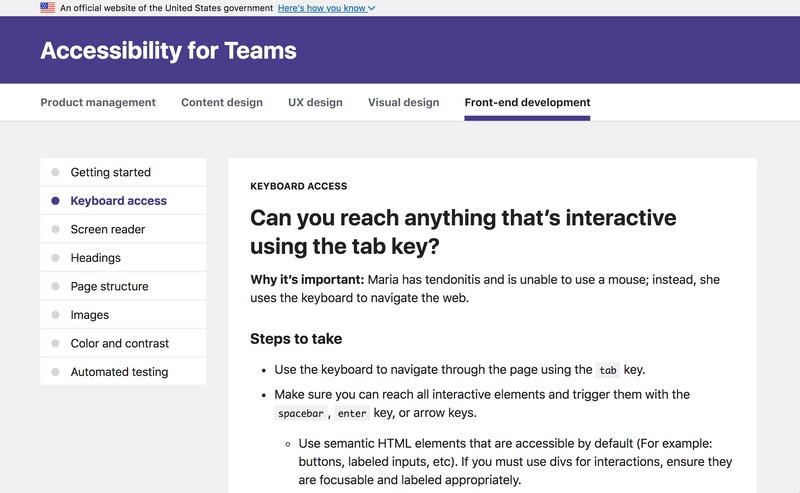 An official website of the United States government Here's how you know
Accessibility for Teams
Product management Content design UX design Visual design Front-end development
Getting started
Keyboard access
Screen reader
Headings
Page structure
Images
Color and contrast
Automated testing
KEYBOARD ACCESS
Can you reach anything that’s interactive
using the tab key?
Why it’s important: Maria has tendonitis and is unable to use a mouse; instead, she
uses the keyboard to navigate the web.
Steps to take
• Use the keyboard to navigate through the page using the tab key.
• Make sure you can reach all interactive elements and trigger them with the
spacebar, enter key, or arrow keys.
◦ Use semantic HTML elements that are accessible by default (For example:
buttons, labeled inputs, etc). If you must use divs for interactions, ensure they
are focusable and labeled appropriately.